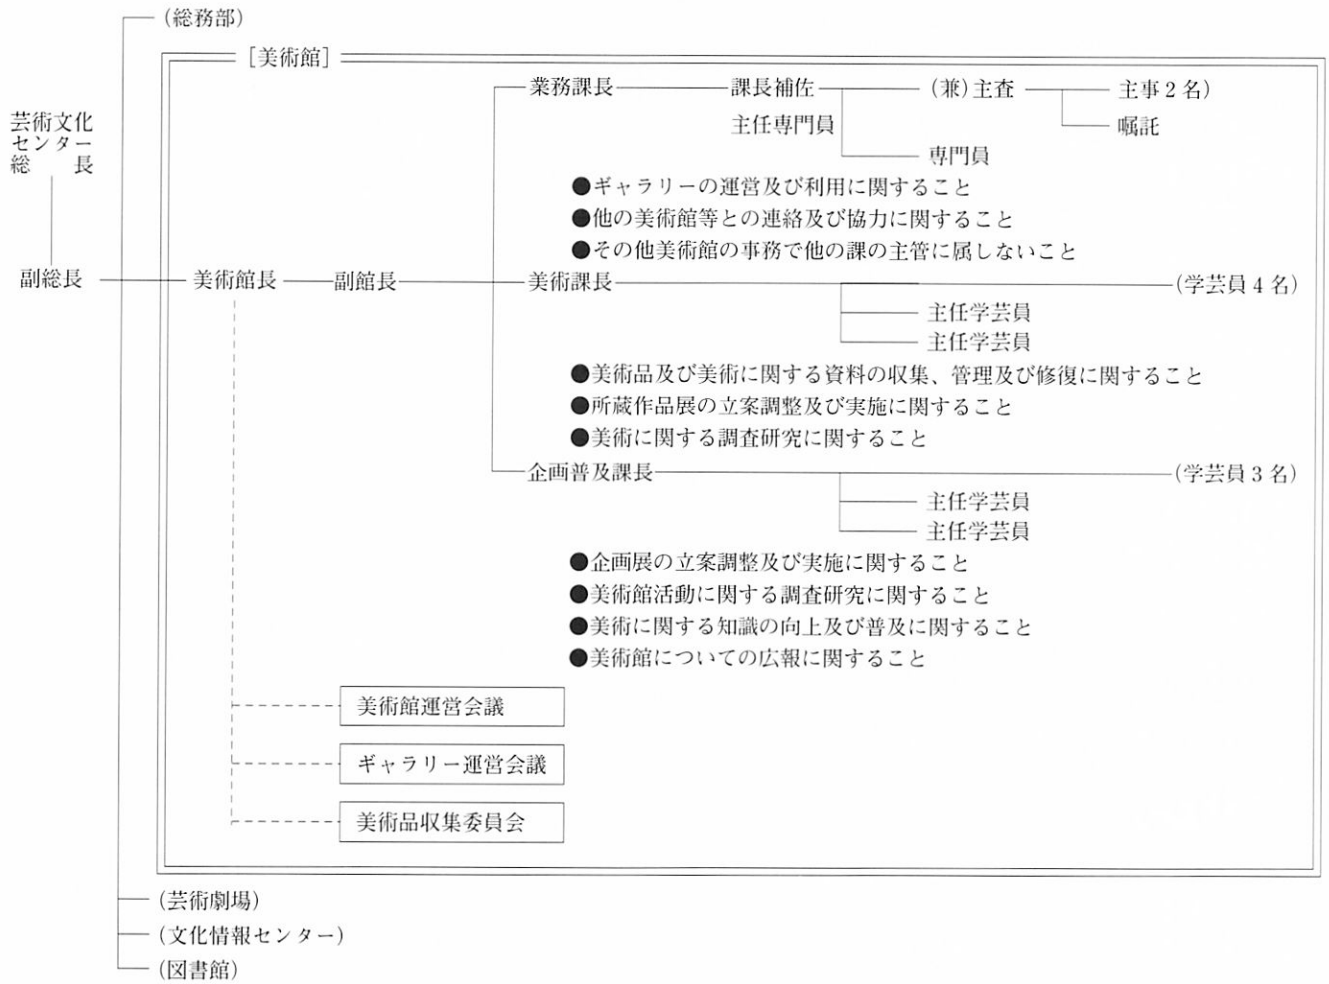 (総務部)
[美術館]
芸術文化
センター
総 長
副総長
美術館長
副館長
業務課長
課長補佐
(兼)主査
主事2名)
主任専門員
嘱託
専門員
●ギャラリーの運営及び利用に関すること
●他の美術館等との連絡及び協力に関すること
●その他美術館の事務で他の課の主管に属しないこと
美術課長
(学芸員4名)
主任学芸員
主任学芸員
●美術品及び美術に関する資料の収集、管理及び修復に関すること
●所蔵作品展の立案調整及び実施に関すること
●美術に関する調査研究に関すること
企画普及課長
(学芸員3名)
主任学芸員
主任学芸員
●企画展の立案調整及び実施に関すること
●美術館活動に関する調査研究に関すること
●美術に関する知識の向上及び普及に関すること
●美術館についての広報に関すること
美術館運営会議
ギャラリー運営会議
美術品収集委員会
(芸術劇場)
(文化情報センター)
(図書館)